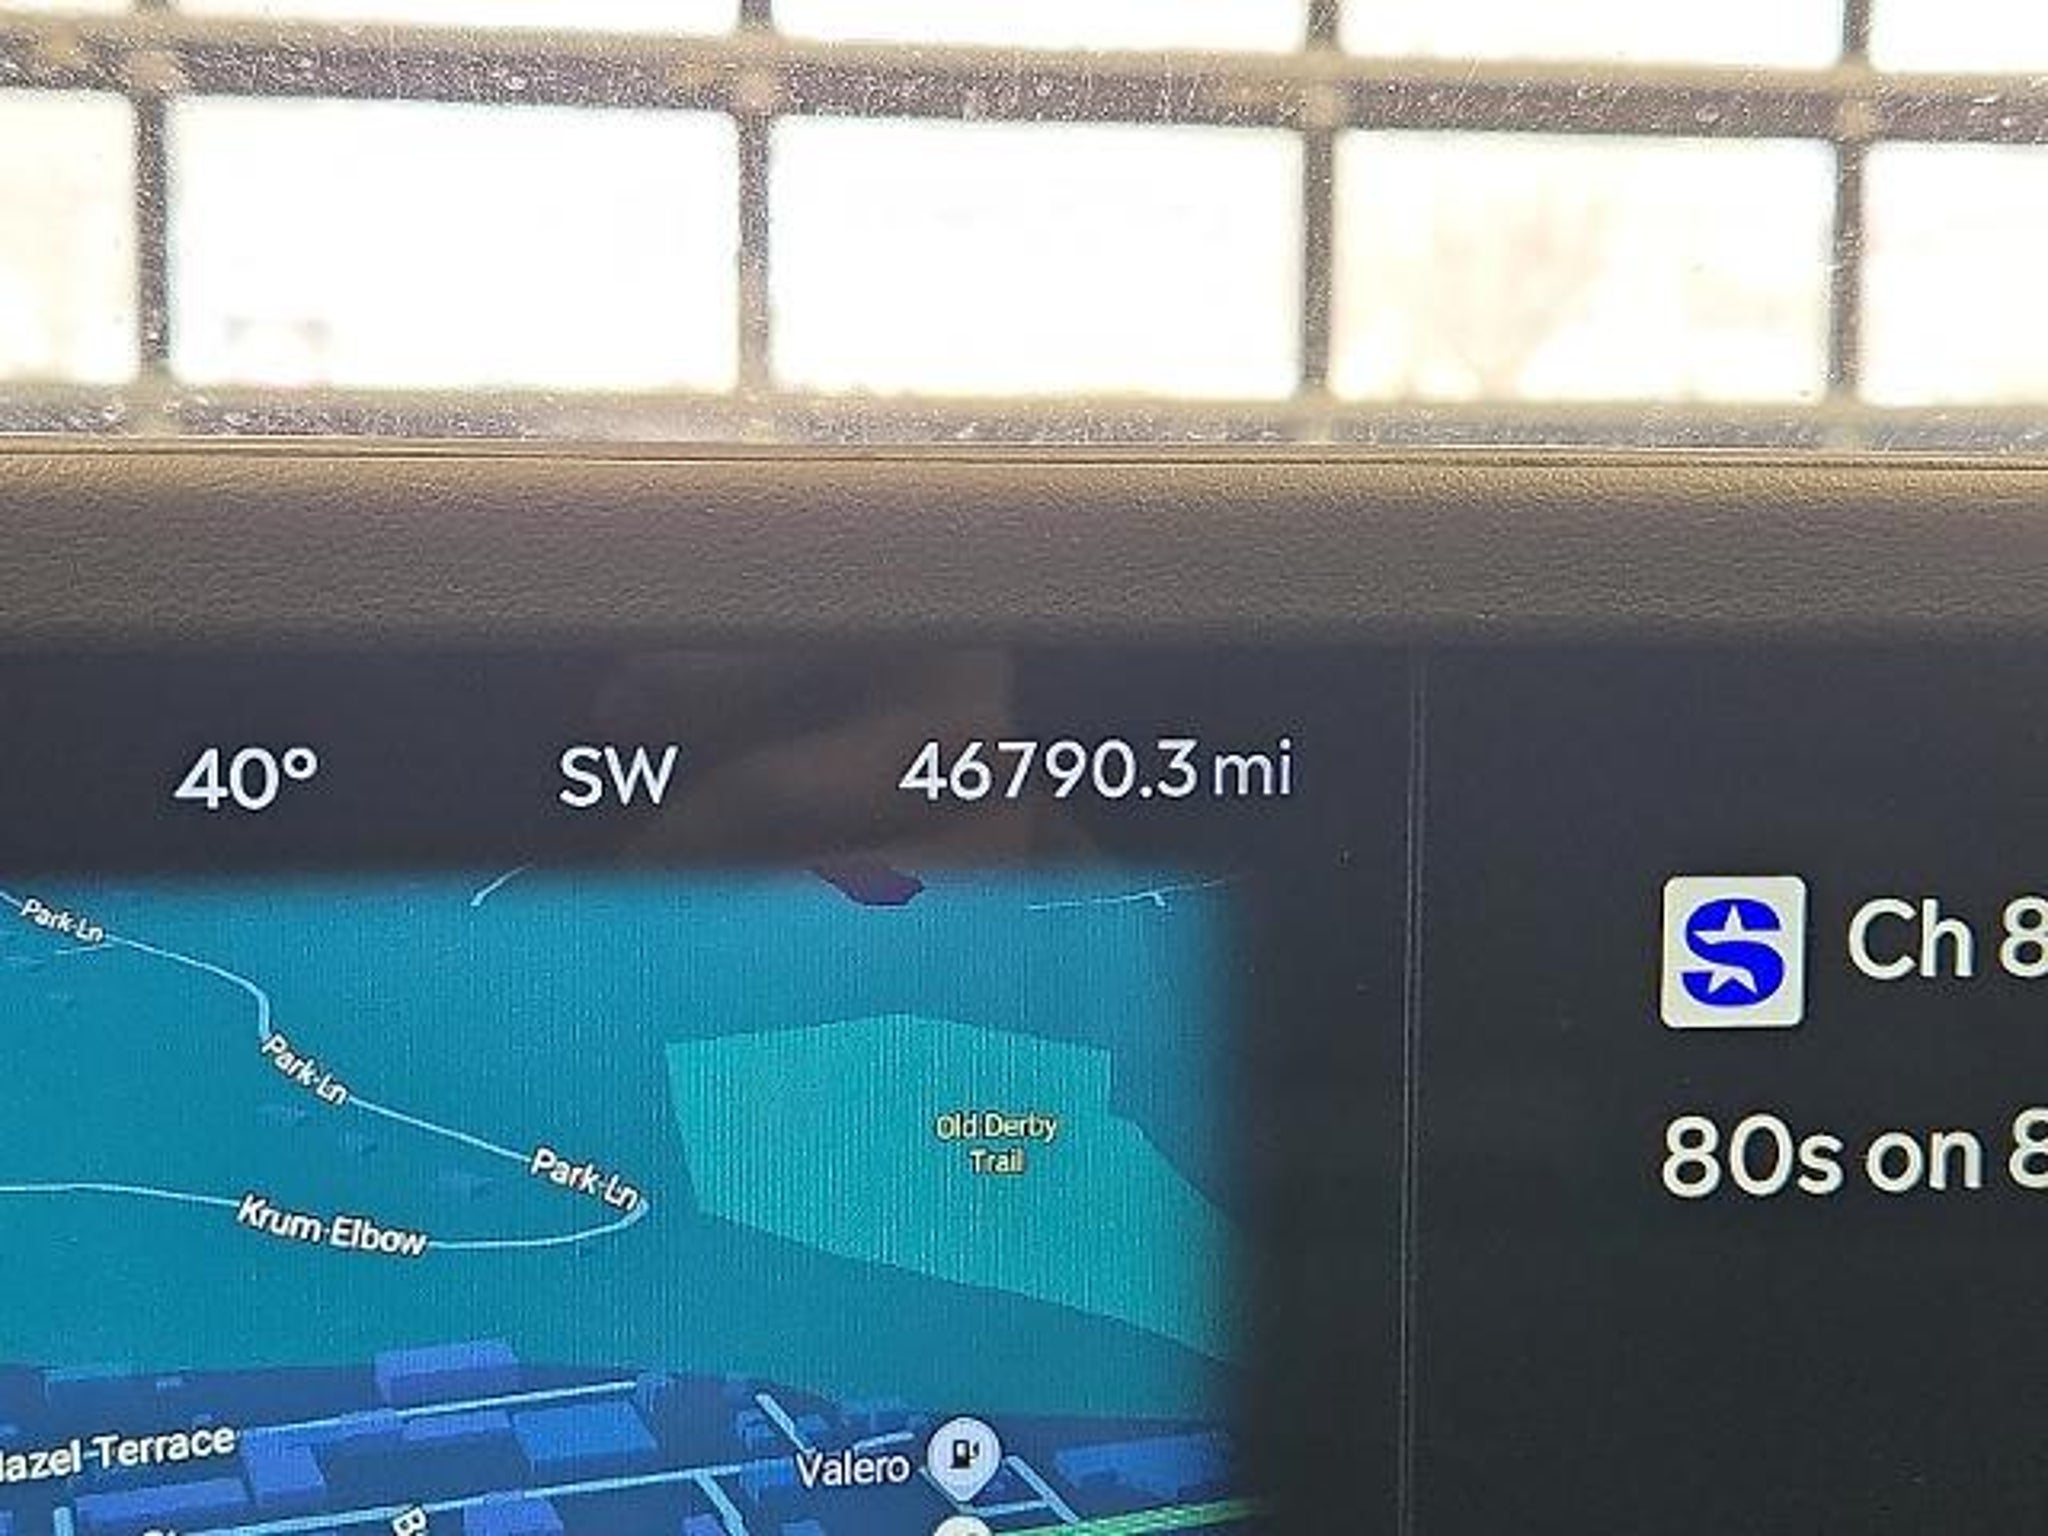 40° SW 46790.3 mi
Ch 8
80s on 8
Park Ln
Park Ln
Park Ln
Krum Elbow
Old Derby
Trail
Hazel Terrace
Valero